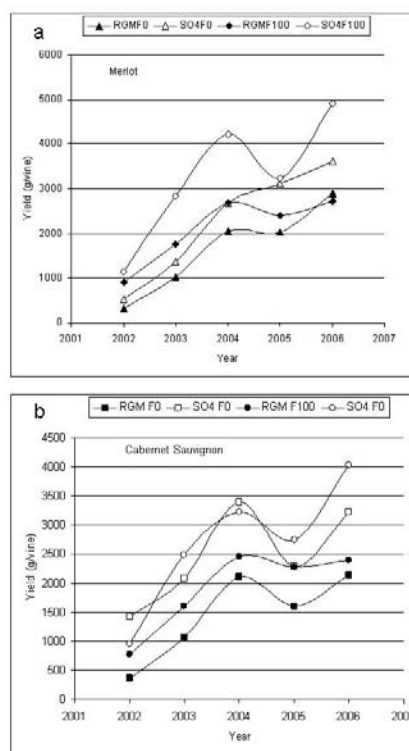 RGMF0 SO4F0 RGMF100 SO4F100
a
Merlot
6000
5000
4000
3000
2000
1000
0
Yield (g/vine)
2001 2002 2003 2004 2005 2006 2007
Year
RGM F0 SO4 F0 RGM F100 SO4 F0
b
Cabernet Sauvignon
4500
4000
3500
3000
2500
2000
1500
1000
500
0
Yield (g/vine)
2001 2002 2003 2004 2005 2006 2007
Year